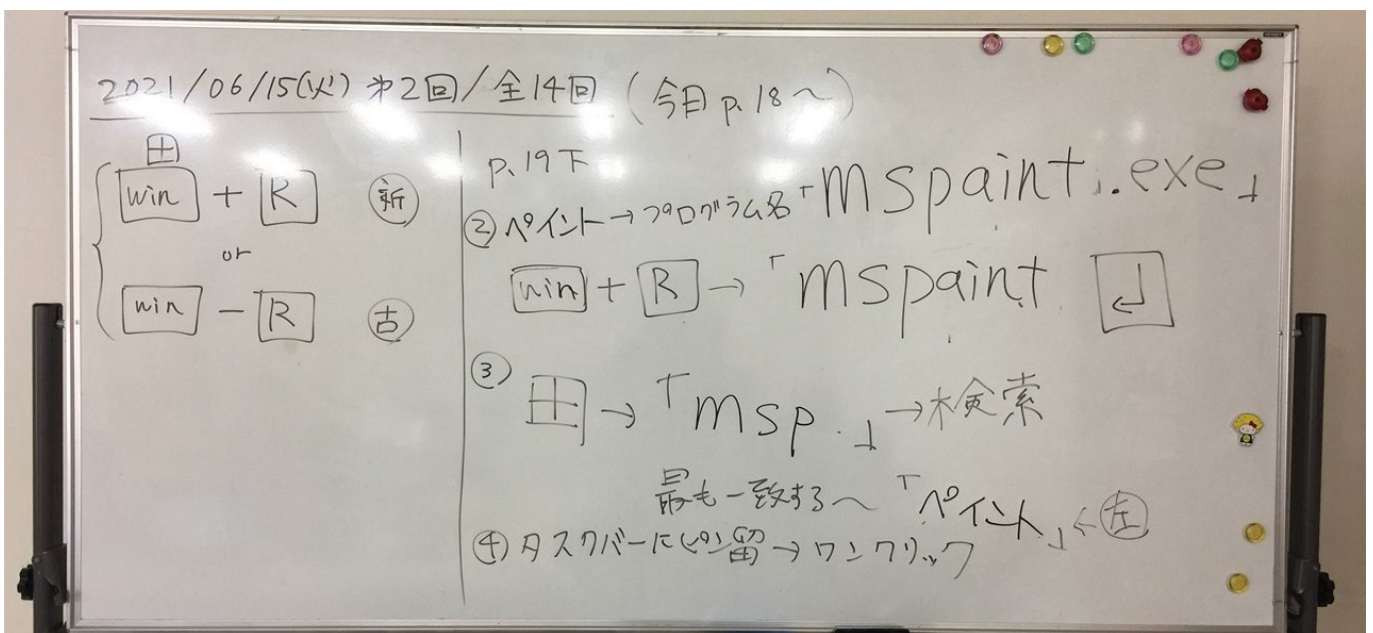 2021/06/15(火) 第2回/全14回 (今日 p.18〜)
田
win + R 新
or
win − R 古
p.19下
② ペイント→プログラム名「mspaint.exe」
win + R → 「mspaint ↲
③ 田 → 「msp.」→検索
最も一致する〜 「ペイント」← 左
④ タスクバーにピン留→ワンクリック